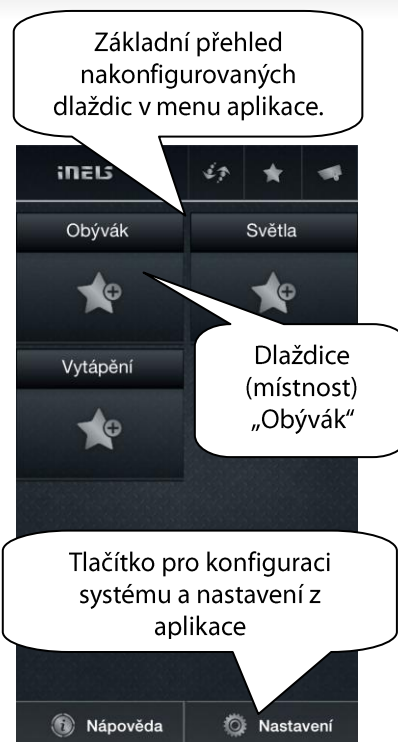 Základní přehled
nakonfigurovaných
dlaždic v menu aplikace.
iNELS
Obývák
Světla
Vytápění
Dlaždice
(místnost)
„Obývák“
Tlačítko pro konfiguraci
systému a nastavení z
aplikace
Nápověda
Nastavení